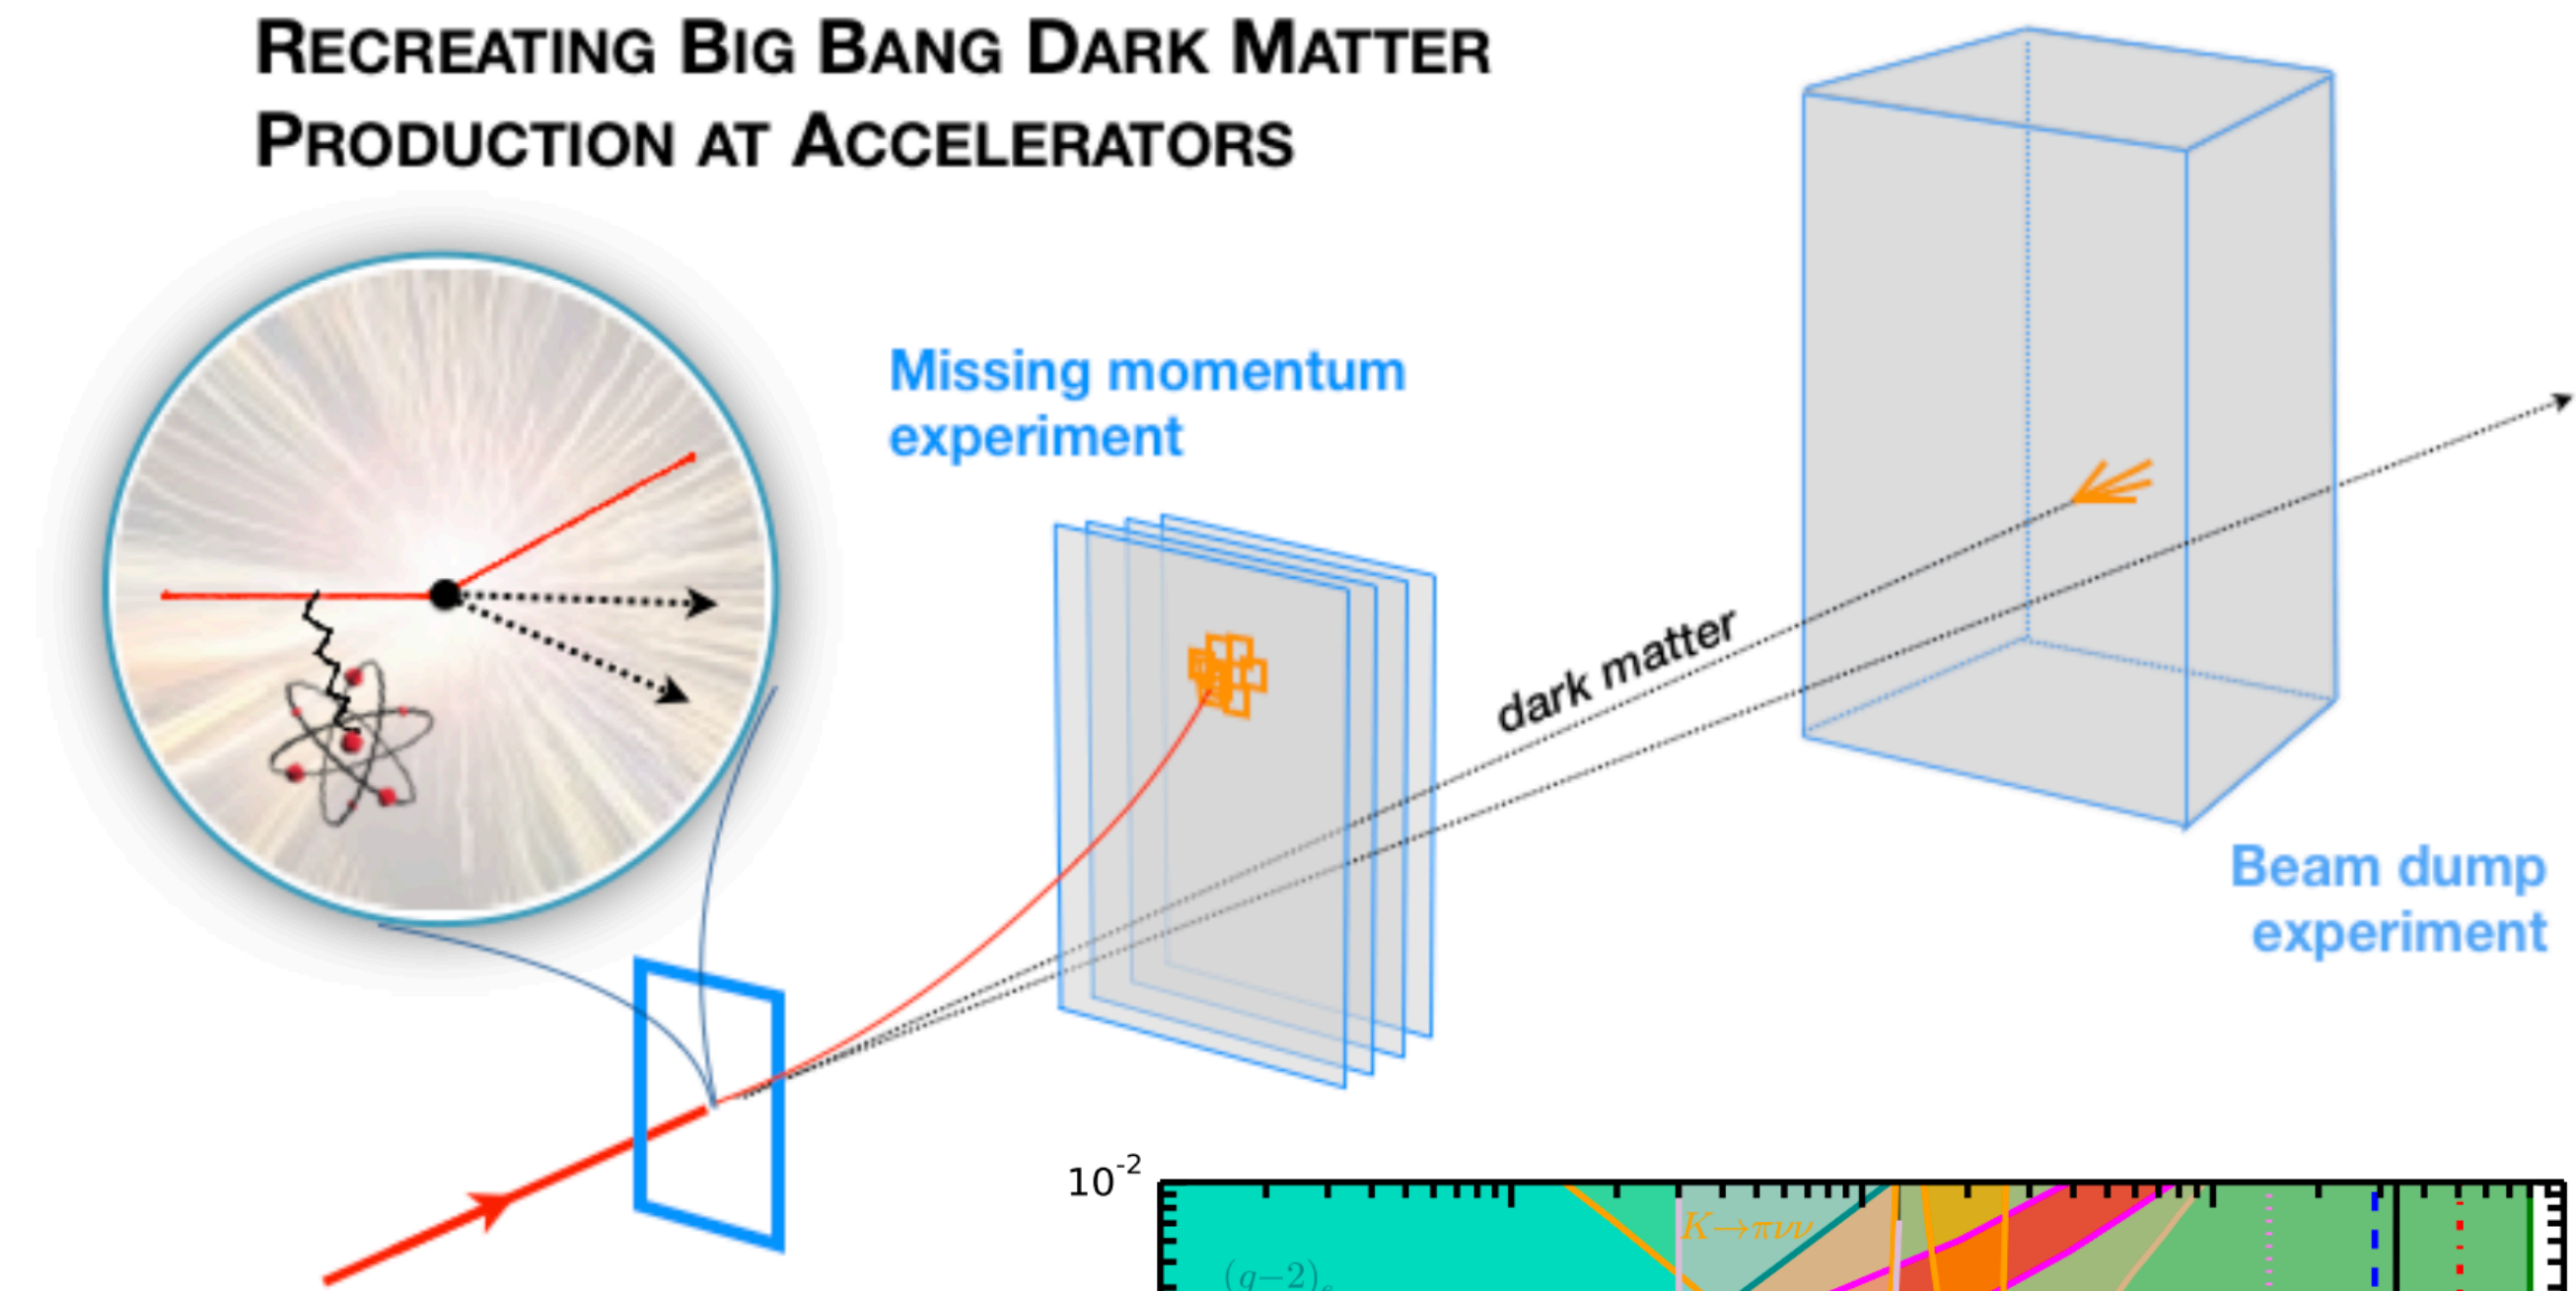 RECREATING BIG BANG DARK MATTER
PRODUCTION AT ACCELERATORS
Missing momentum
experiment
dark matter
Beam dump
experiment
10⁻²
K→πνν
(g−2)ₑ